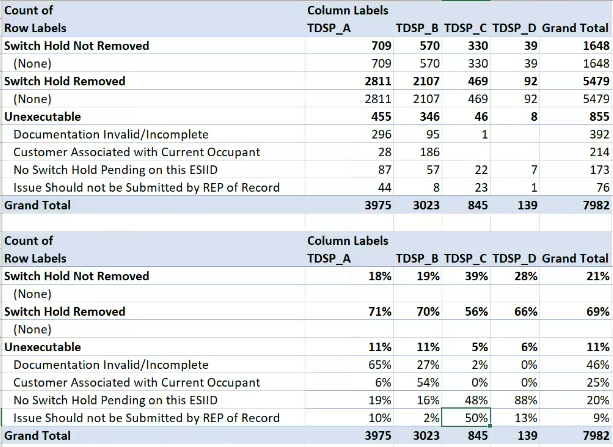 Count of Column Labels
Row Labels TDSP_A TDSP_B TDSP_C TDSP_D Grand Total
Switch Hold Not Removed 709 570 330 39 1648
(None) 709 570 330 39 1648
Switch Hold Removed 2811 2107 469 92 5479
(None) 2811 2107 469 92 5479
Unexecutable 455 346 46 8 855
Documentation Invalid/Incomplete 296 95 1 392
Customer Associated with Current Occupant 28 186 214
No Switch Hold Pending on this ESIID 87 57 22 7 173
Issue Should not be Submitted by REP of Record 44 8 23 1 76
Grand Total 3975 3023 845 139 7982
Count of Column Labels
Row Labels TDSP_A TDSP_B TDSP_C TDSP_D Grand Total
Switch Hold Not Removed 18% 19% 39% 28% 21%
(None)
Switch Hold Removed 71% 70% 56% 66% 69%
(None)
Unexecutable 11% 11% 5% 6% 11%
Documentation Invalid/Incomplete 65% 27% 2% 0% 46%
Customer Associated with Current Occupant 6% 54% 0% 0% 25%
No Switch Hold Pending on this ESIID 19% 16% 48% 88% 20%
Issue Should not be Submitted by REP of Record 10% 2% 50% 13% 9%
Grand Total 3975 3023 845 139 7982